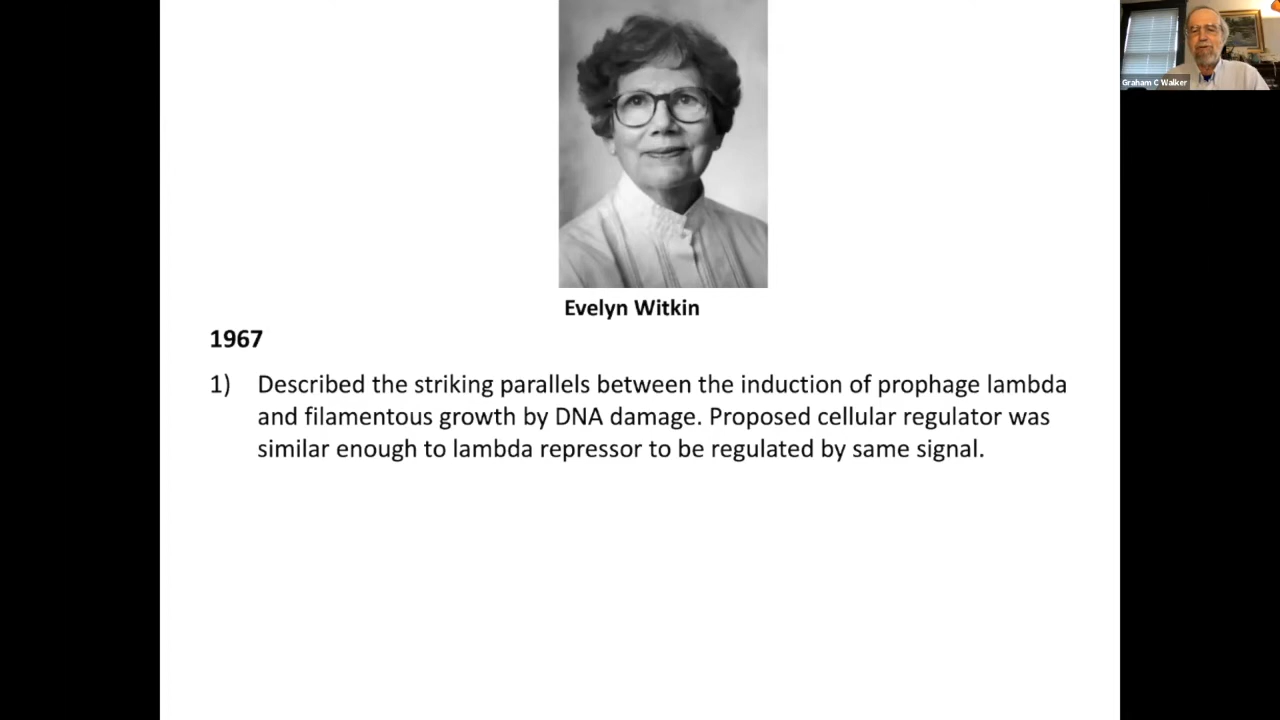 Graham C Walker
Evelyn Witkin
1967
1) Described the striking parallels between the induction of prophage lambda
and filamentous growth by DNA damage. Proposed cellular regulator was
similar enough to lambda repressor to be regulated by same signal.